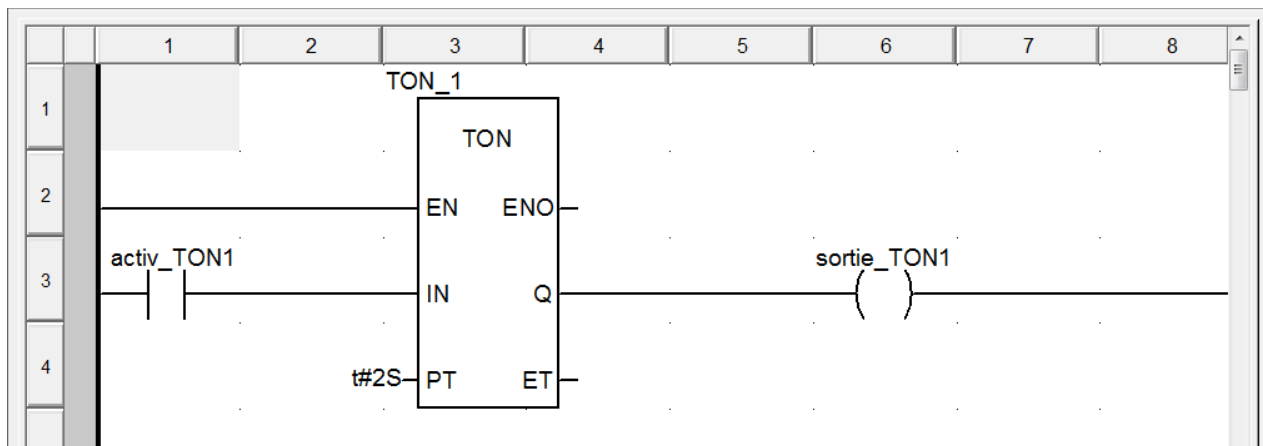 1 2 3 4 5 6 7 8
TON_1
1
TON
2
EN ENO
activ_TON1 sortie_TON1
3
IN Q
4
t#2S PT ET